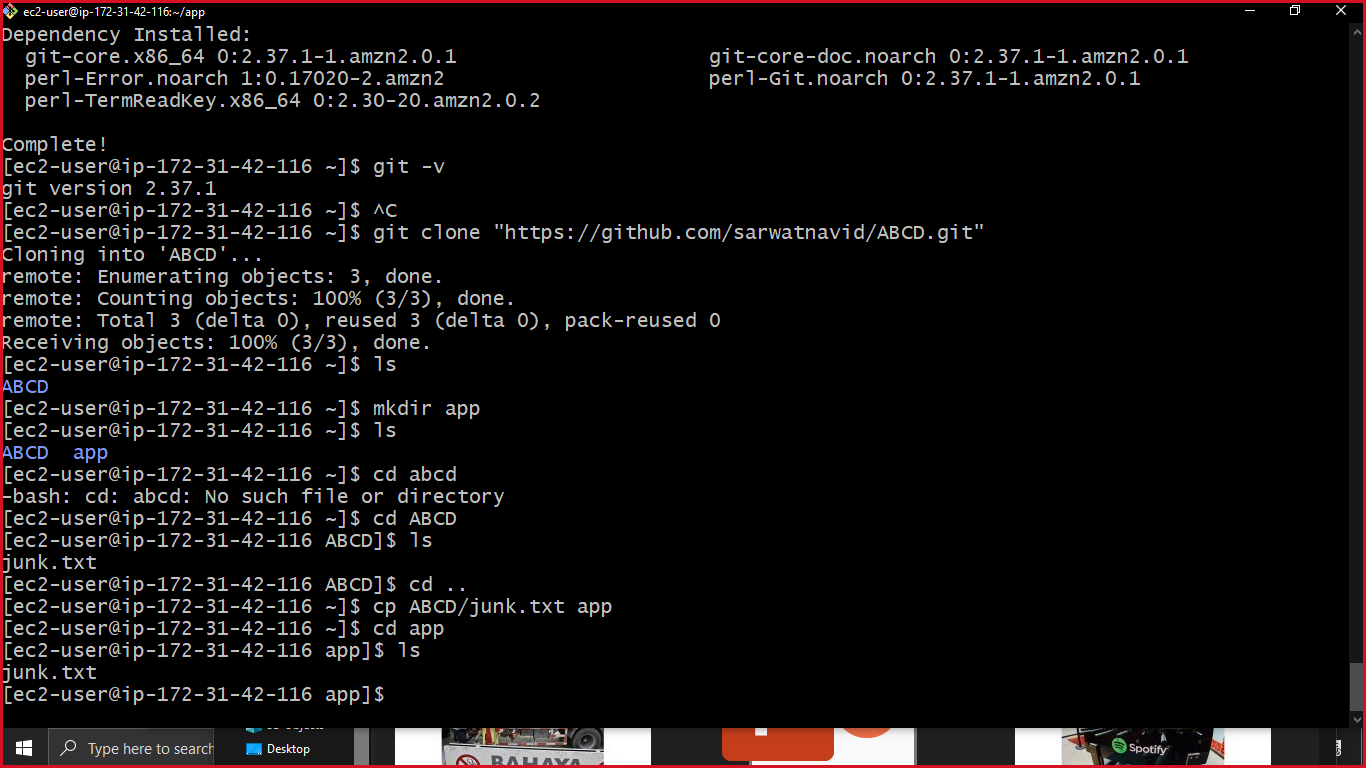 ec2-user@ip-172-31-42-116:~/app
Dependency Installed:
git-core.x86_64 0:2.37.1-1.amzn2.0.1 git-core-doc.noarch 0:2.37.1-1.amzn2.0.1
perl-Error.noarch 1:0.17020-2.amzn2 perl-Git.noarch 0:2.37.1-1.amzn2.0.1
perl-TermReadKey.x86_64 0:2.30-20.amzn2.0.2
Complete!
[ec2-user@ip-172-31-42-116 ~]$ git -v
git version 2.37.1
[ec2-user@ip-172-31-42-116 ~]$ ^C
[ec2-user@ip-172-31-42-116 ~]$ git clone "https://github.com/sarwatnavid/ABCD.git"
Cloning into 'ABCD'...
remote: Enumerating objects: 3, done.
remote: Counting objects: 100% (3/3), done.
remote: Total 3 (delta 0), reused 3 (delta 0), pack-reused 0
Receiving objects: 100% (3/3), done.
[ec2-user@ip-172-31-42-116 ~]$ ls
ABCD
[ec2-user@ip-172-31-42-116 ~]$ mkdir app
[ec2-user@ip-172-31-42-116 ~]$ ls
ABCD app
[ec2-user@ip-172-31-42-116 ~]$ cd abcd
-bash: cd: abcd: No such file or directory
[ec2-user@ip-172-31-42-116 ~]$ cd ABCD
[ec2-user@ip-172-31-42-116 ABCD]$ ls
junk.txt
[ec2-user@ip-172-31-42-116 ABCD]$ cd ..
[ec2-user@ip-172-31-42-116 ~]$ cp ABCD/junk.txt app
[ec2-user@ip-172-31-42-116 ~]$ cd app
[ec2-user@ip-172-31-42-116 app]$ ls
junk.txt
[ec2-user@ip-172-31-42-116 app]$
Type here to search
Desktop
BAHAYA
Spotify